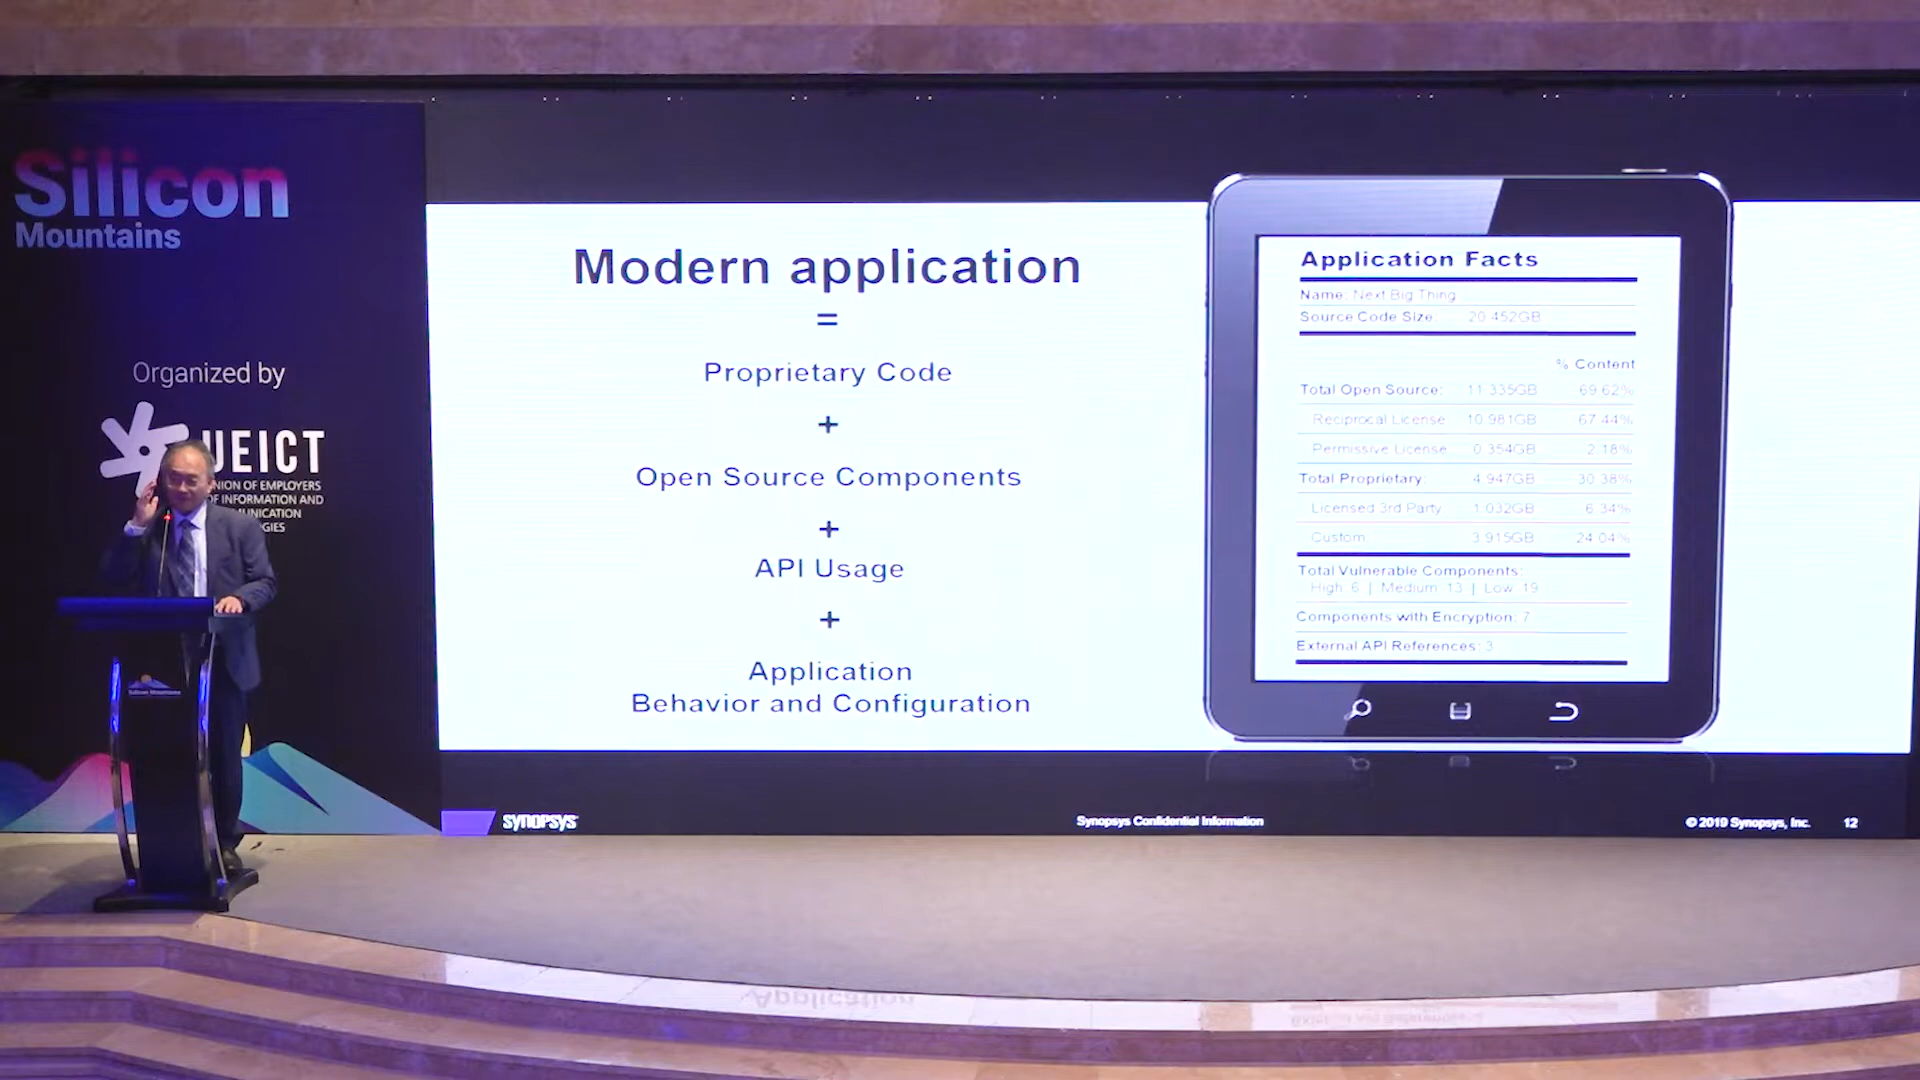 Silicon
Mountains
Organized by
UEICT
UNION OF EMPLOYERS
OF INFORMATION AND
Modern application
=
Proprietary Code
+
Open Source Components
+
API Usage
+
Application
Behavior and Configuration
Application Facts
Name: Next Big Thing
Source Code Size: 20.452GB
% Content
Total Open Source: 11.335GB 69.62%
Reciprocal License 10.981GB 67.44%
Permissive License 0.354GB 2.18%
Total Proprietary: 4.947GB 30.38%
Licensed 3rd Party 1.032GB 6.34%
Custom 3.915GB 24.04%
Total Vulnerable Components:
High: 6 | Medium: 13 | Low: 19
Components with Encryption: 7
External API References: 3
SYNOPSYS
Synopsys Confidential Information
© 2019 Synopsys, Inc. 12
Silicon Mountains